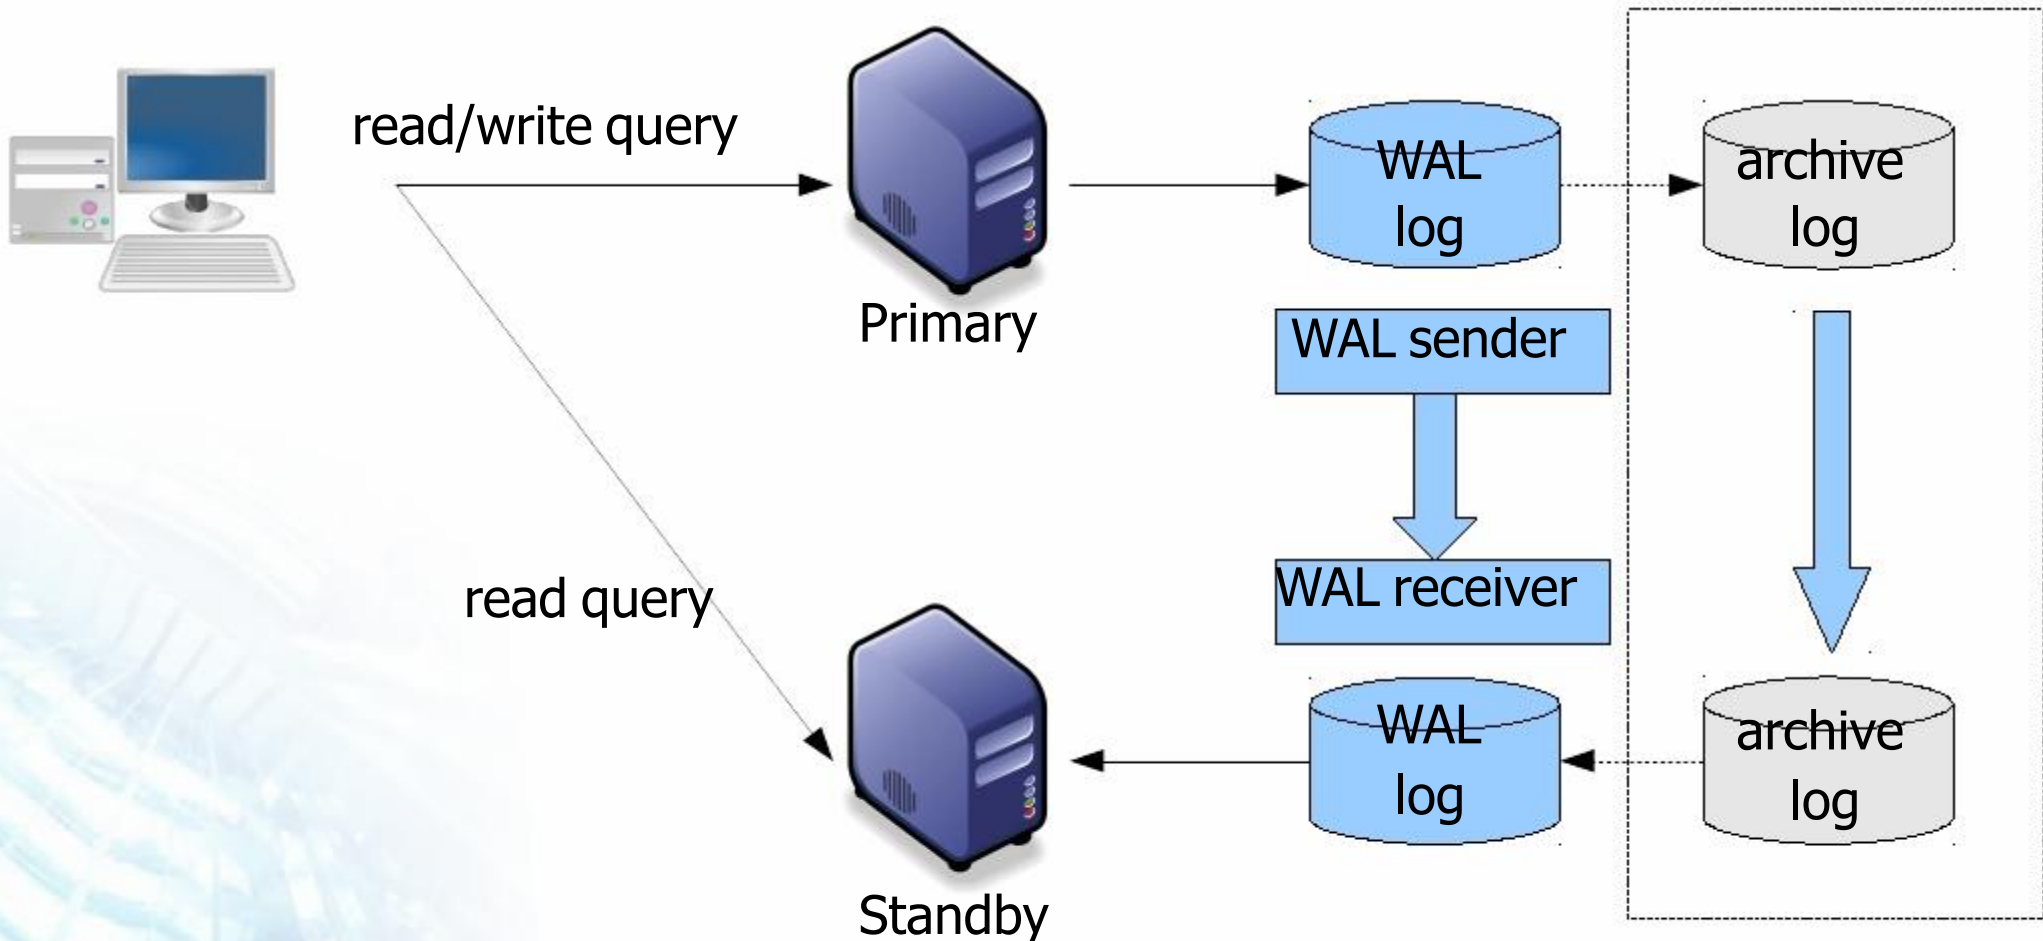 read/write query
WAL
log
archive
log
Primary
WAL sender
read query
WAL receiver
WAL
log
archive
log
Standby